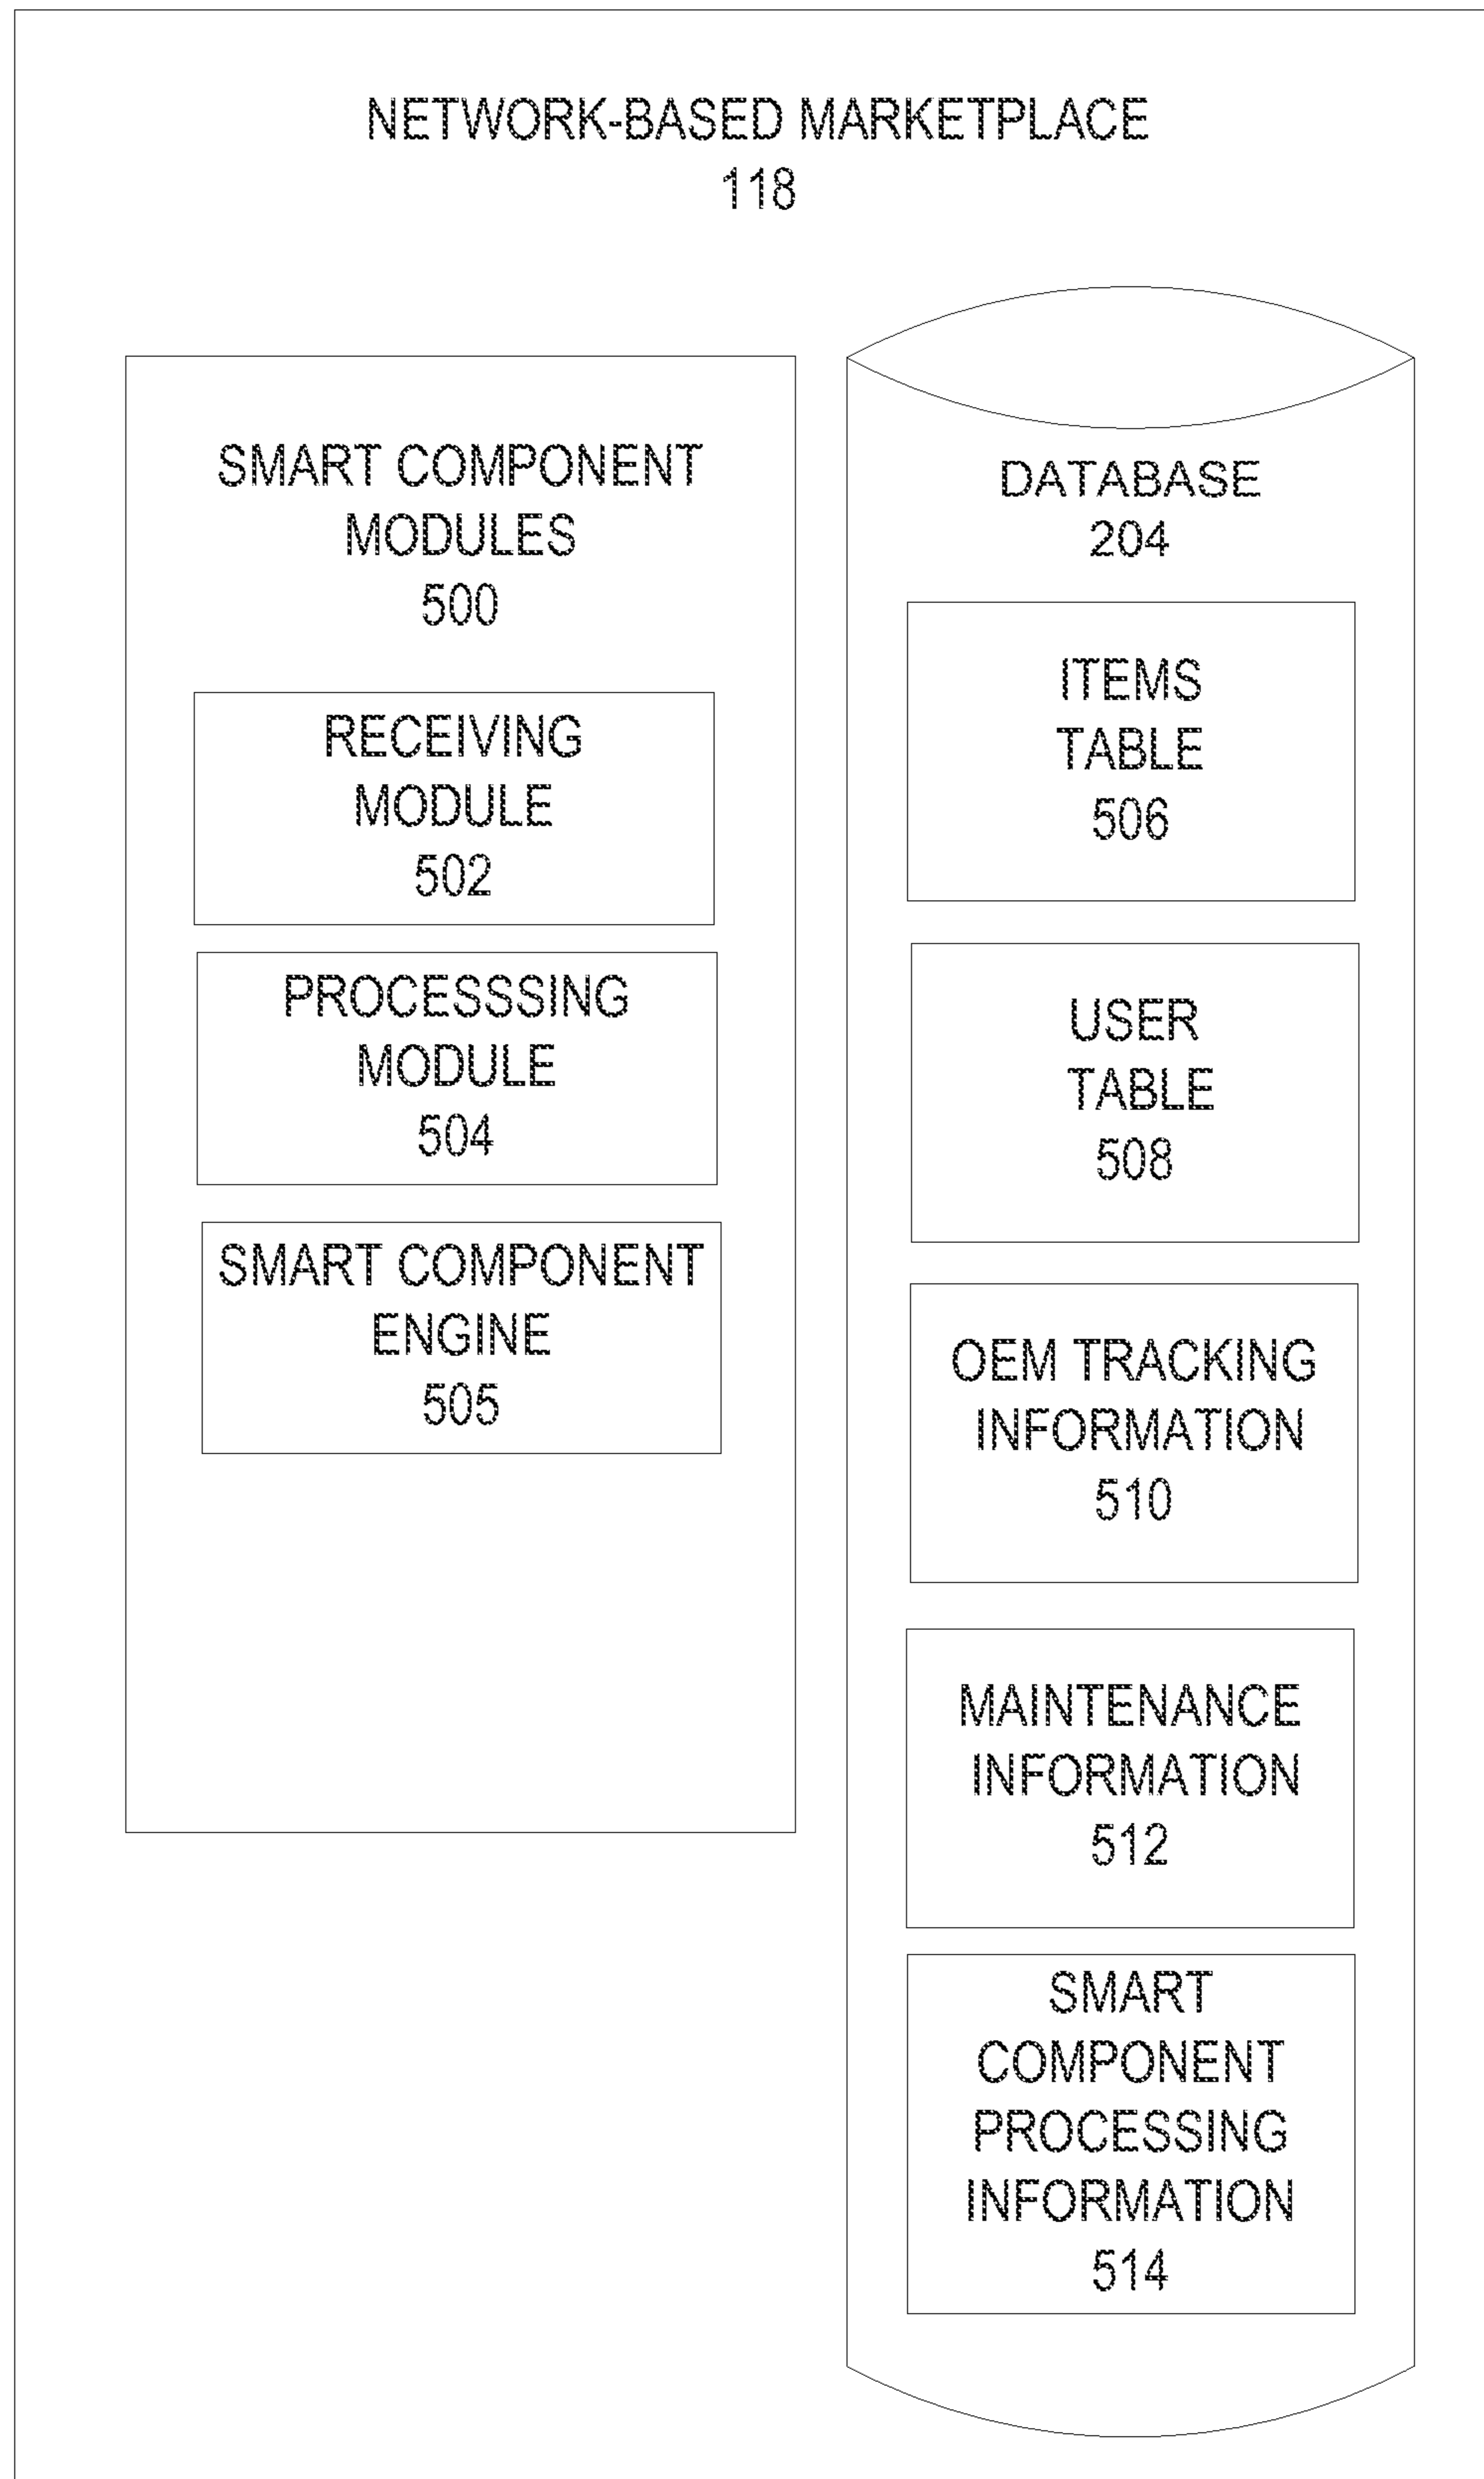 NETWORK-BASED MARKETPLACE
118
SMART COMPONENT
MODULES
500
RECEIVING
MODULE
502
PROCESSSING
MODULE
504
SMART COMPONENT
ENGINE
505
DATABASE
204
ITEMS
TABLE
506
USER
TABLE
508
OEM TRACKING
INFORMATION
510
MAINTENANCE
INFORMATION
512
SMART
COMPONENT
PROCESSING
INFORMATION
514